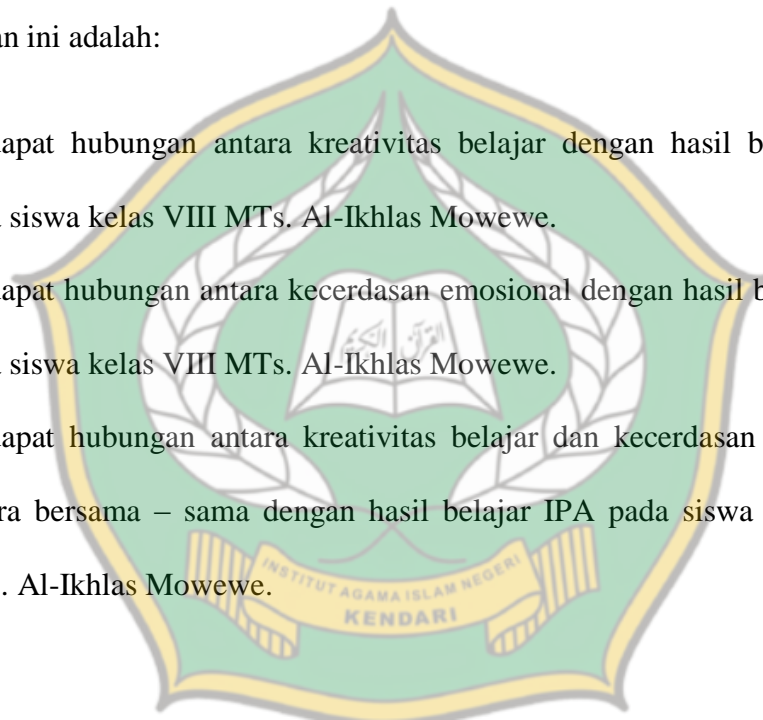 an ini adalah:
apat hubungan antara kreativitas belajar dengan hasil b
siswa kelas VIII MTs. Al-Ikhlas Mowewe.
apat hubungan antara kecerdasan emosional dengan hasil b
siswa kelas VIII MTs. Al-Ikhlas Mowewe.
apat hubungan antara kreativitas belajar dan kecerdasan
ra bersama – sama dengan hasil belajar IPA pada siswa
. Al-Ikhlas Mowewe.
القرآن الكريم
INSTITUT AGAMA ISLAM NEGERI
KENDARI